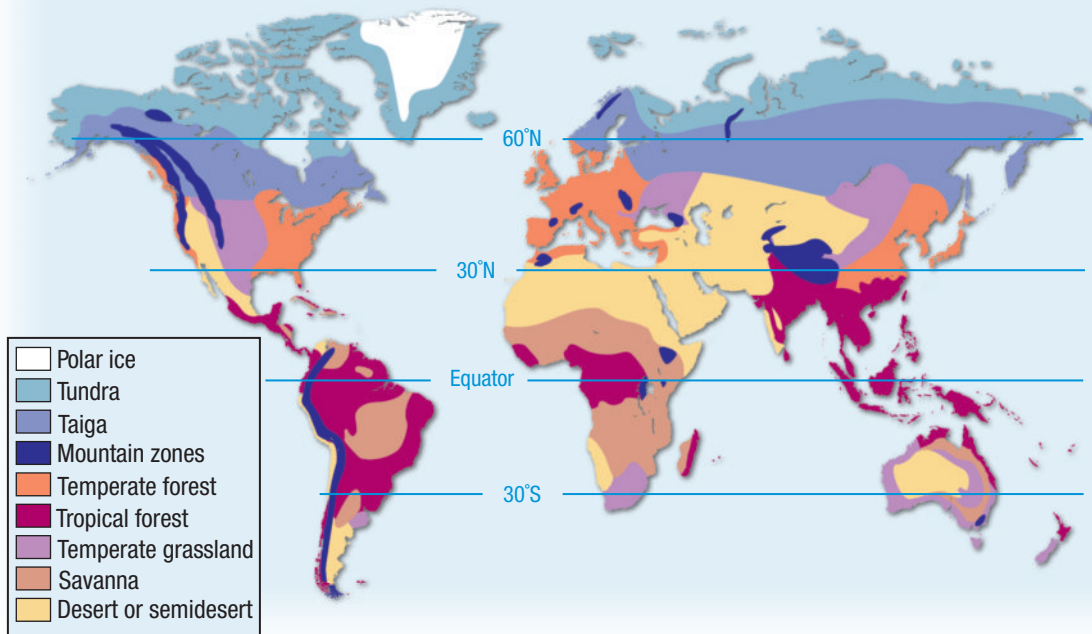 60°N
30°N
Equator
30°S
Polar ice
Tundra
Taiga
Mountain zones
Temperate forest
Tropical forest
Temperate grassland
Savanna
Desert or semidesert